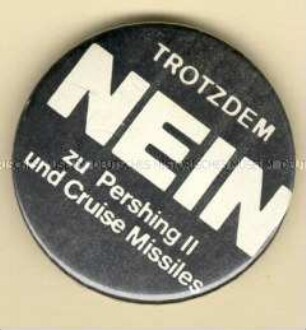 TROTZDEM
NEIN
zu Pershing II
und Cruise Missiles